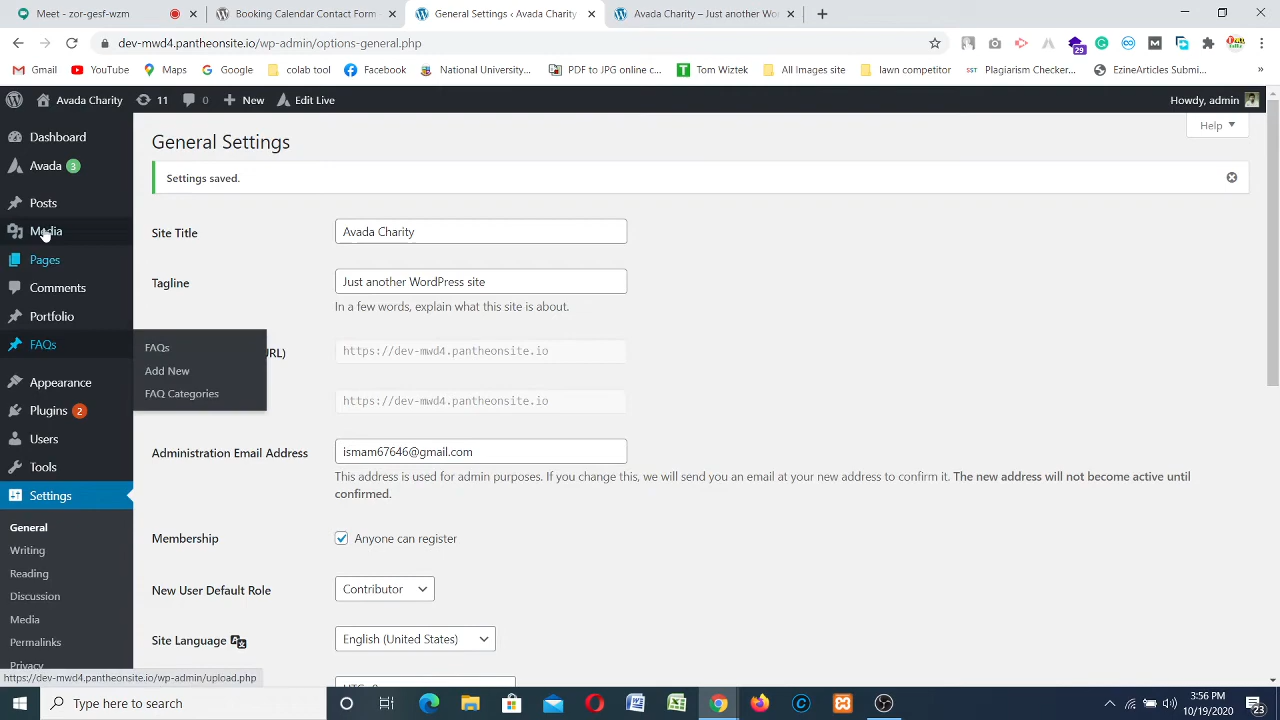 zor-gesf-wzm
Booking Calendar Contact Form
General Settings ‹ Avada Charity
Avada Charity – Just another Wo
dev-mwd4.pantheonsite.io/wp-admin/options-general.php
29
Gmail
YouTube
Maps
Google
colab tool
Facebook
National University...
PDF to JPG online c...
Tom Wiztek
All Images site
lawn competitor
SST
Plagiarism Checker...
EzineArticles Submi...
»
Avada Charity
11
0
New
Edit Live
Howdy, admin
Dashboard
Avada 3
Posts
Media
Pages
Comments
Portfolio
FAQs
Appearance
Plugins 2
Users
Tools
Settings
General
Writing
Reading
Discussion
Media
Permalinks
Privacy
FAQs
Add New
FAQ Categories
General Settings
Help
Settings saved.
Site Title
Avada Charity
Tagline
Just another WordPress site
In a few words, explain what this site is about.
URL)
https://dev-mwd4.pantheonsite.io
https://dev-mwd4.pantheonsite.io
Administration Email Address
ismam67646@gmail.com
This address is used for admin purposes. If you change this, we will send you an email at your new address to confirm it. The new address will not become active until
confirmed.
Membership
Anyone can register
New User Default Role
Contributor
Site Language
English (United States)
https://dev-mwd4.pantheonsite.io/wp-admin/upload.php
Type here to search
3:56 PM
10/19/2020
23